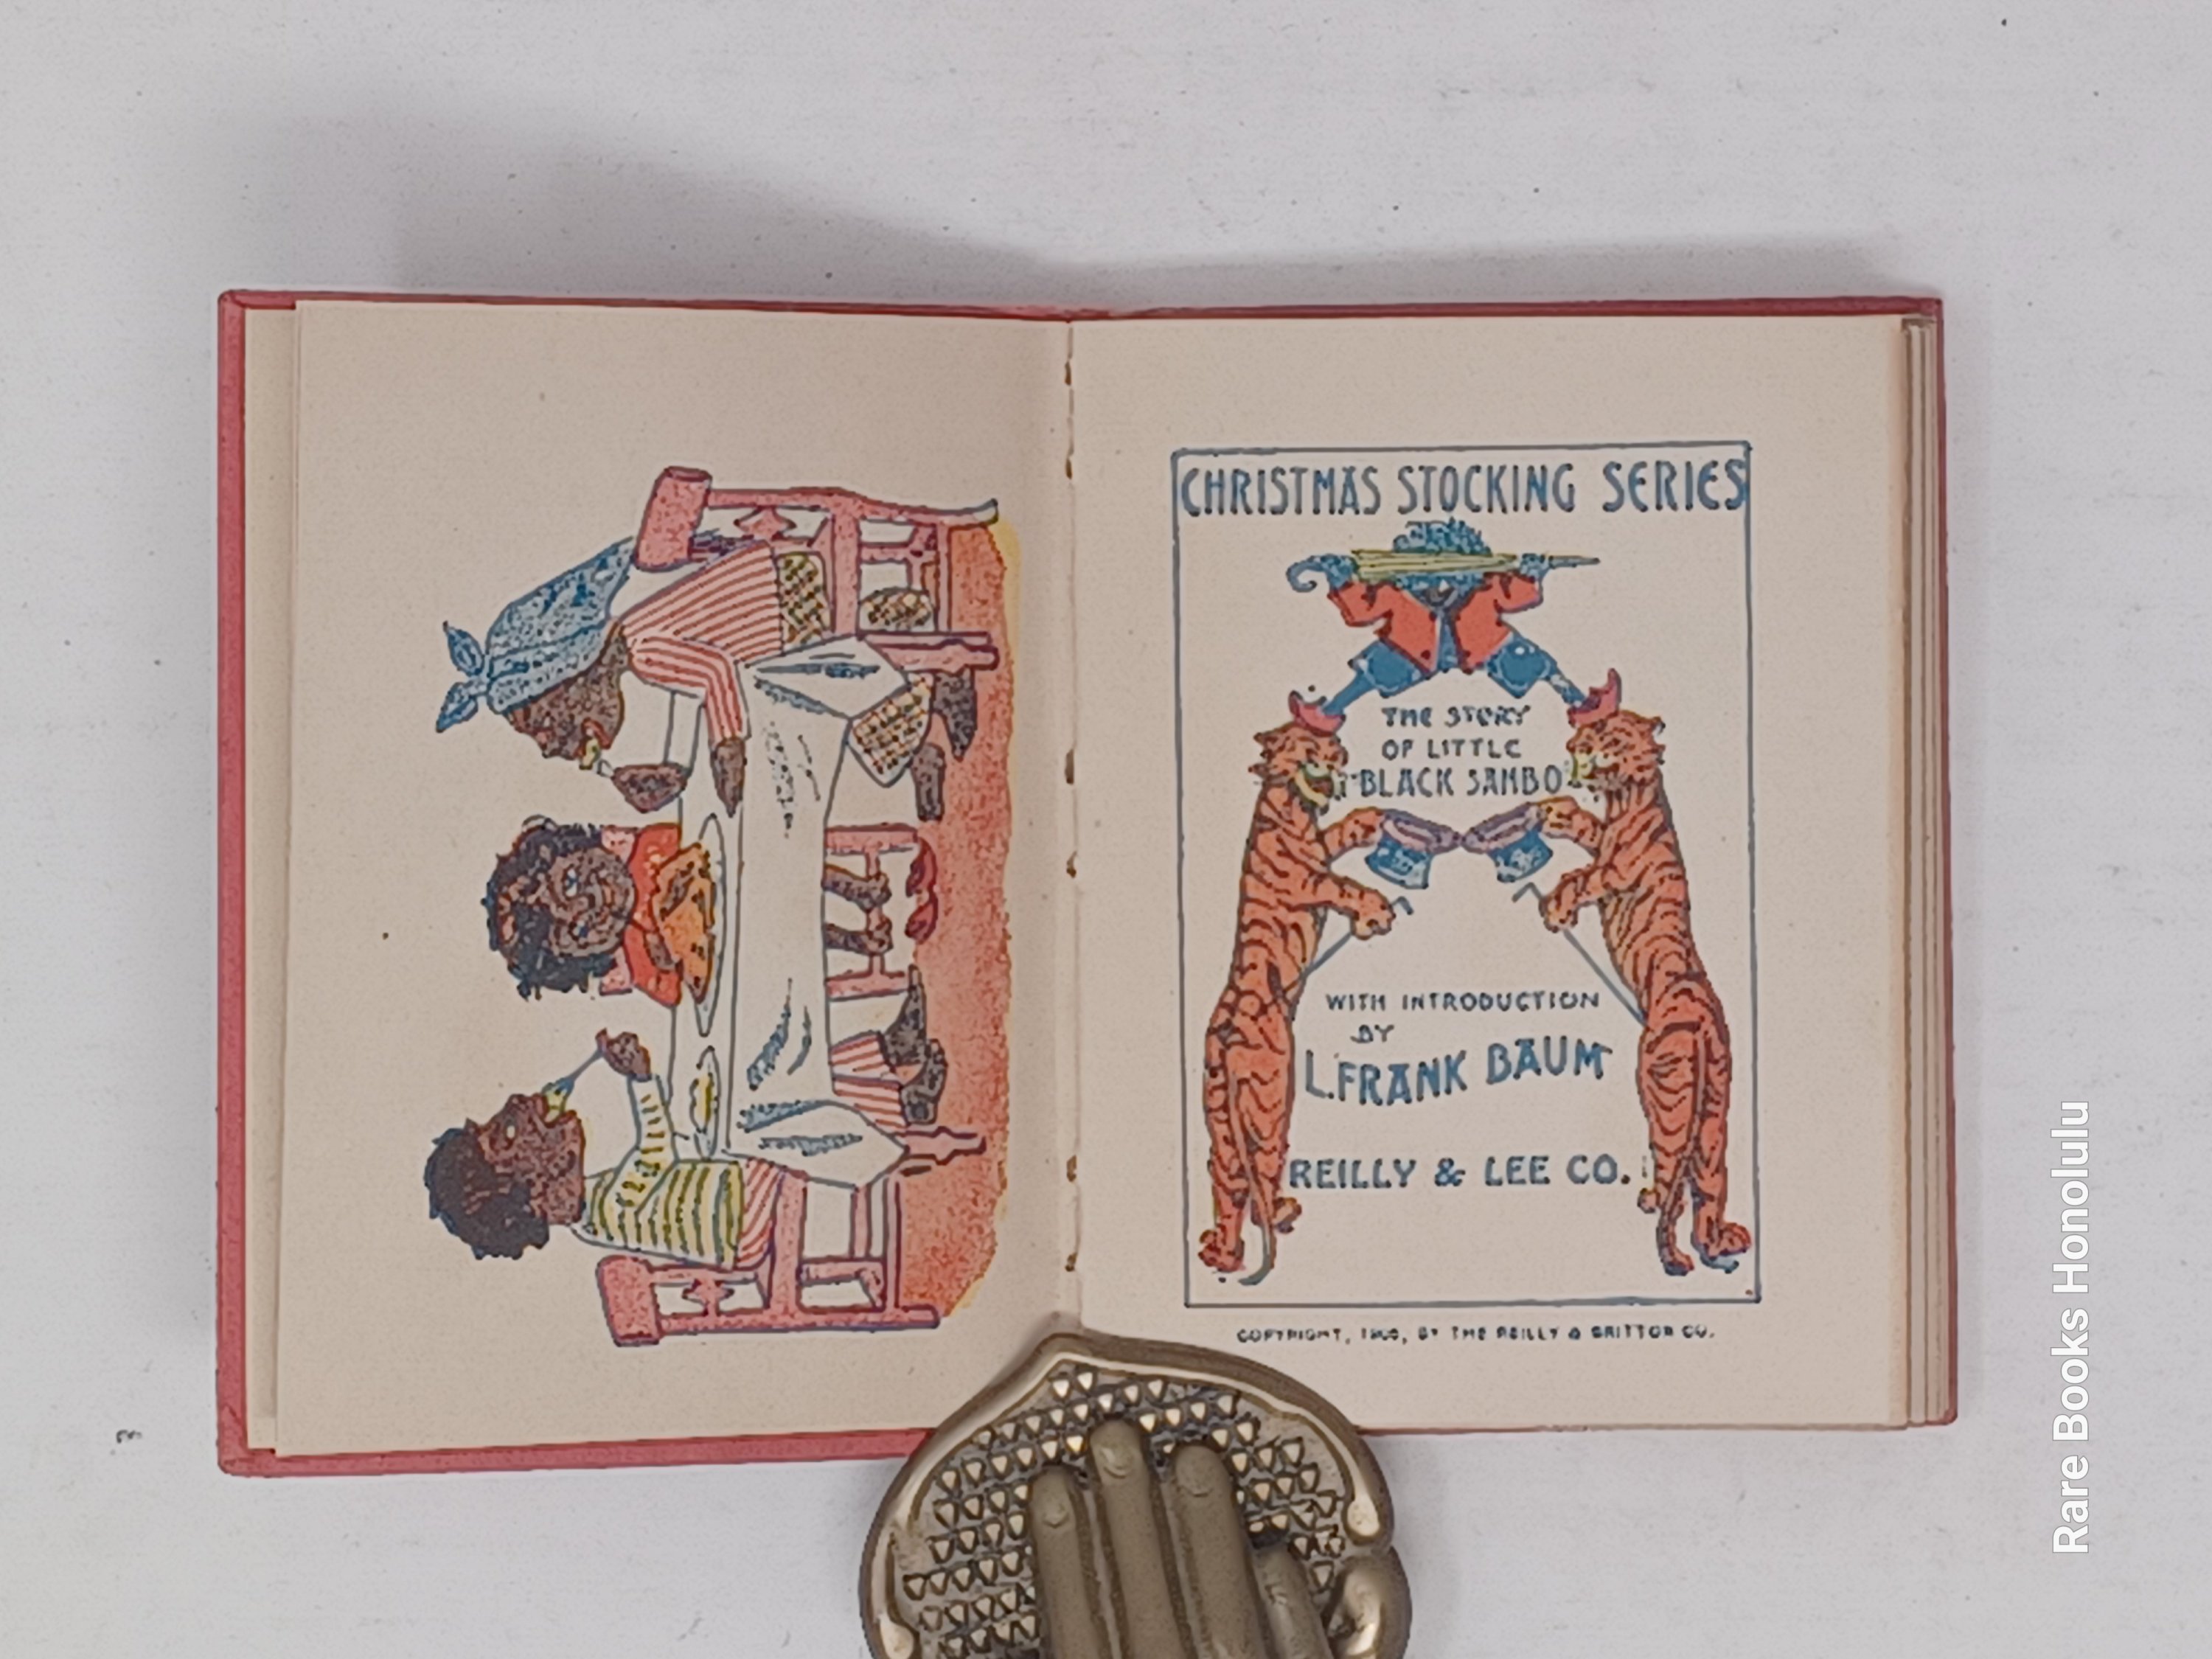 CHRISTMAS STOCKING SERIES
THE STORY
OF LITTLE
BLACK SAMBO
WITH INTRODUCTION
BY
L. FRANK BAUM
REILLY & LEE CO.
COPYRIGHT, BY THE REILLY & BRITTON CO.
Rare Books Honolulu